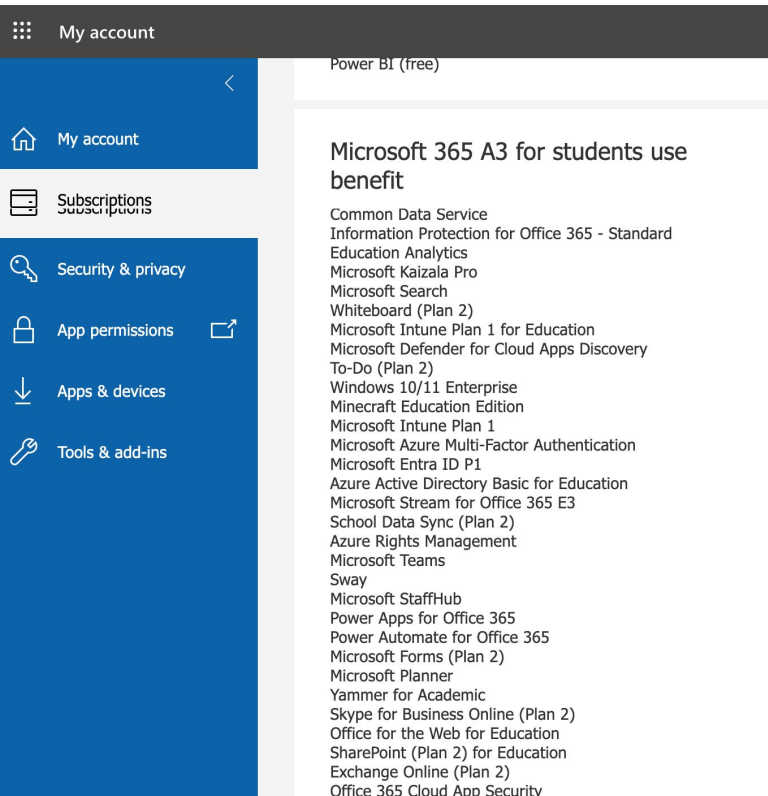 My account
My account
Subscriptions
Security & privacy
App permissions
Apps & devices
Tools & add-ins
Power BI (free)
Microsoft 365 A3 for students use
benefit
Common Data Service
Information Protection for Office 365 - Standard
Education Analytics
Microsoft Kaizala Pro
Microsoft Search
Whiteboard (Plan 2)
Microsoft Intune Plan 1 for Education
Microsoft Defender for Cloud Apps Discovery
To-Do (Plan 2)
Windows 10/11 Enterprise
Minecraft Education Edition
Microsoft Intune Plan 1
Microsoft Azure Multi-Factor Authentication
Microsoft Entra ID P1
Azure Active Directory Basic for Education
Microsoft Stream for Office 365 E3
School Data Sync (Plan 2)
Azure Rights Management
Microsoft Teams
Sway
Microsoft StaffHub
Power Apps for Office 365
Power Automate for Office 365
Microsoft Forms (Plan 2)
Microsoft Planner
Yammer for Academic
Skype for Business Online (Plan 2)
Office for the Web for Education
SharePoint (Plan 2) for Education
Exchange Online (Plan 2)
Office 365 Cloud App Security